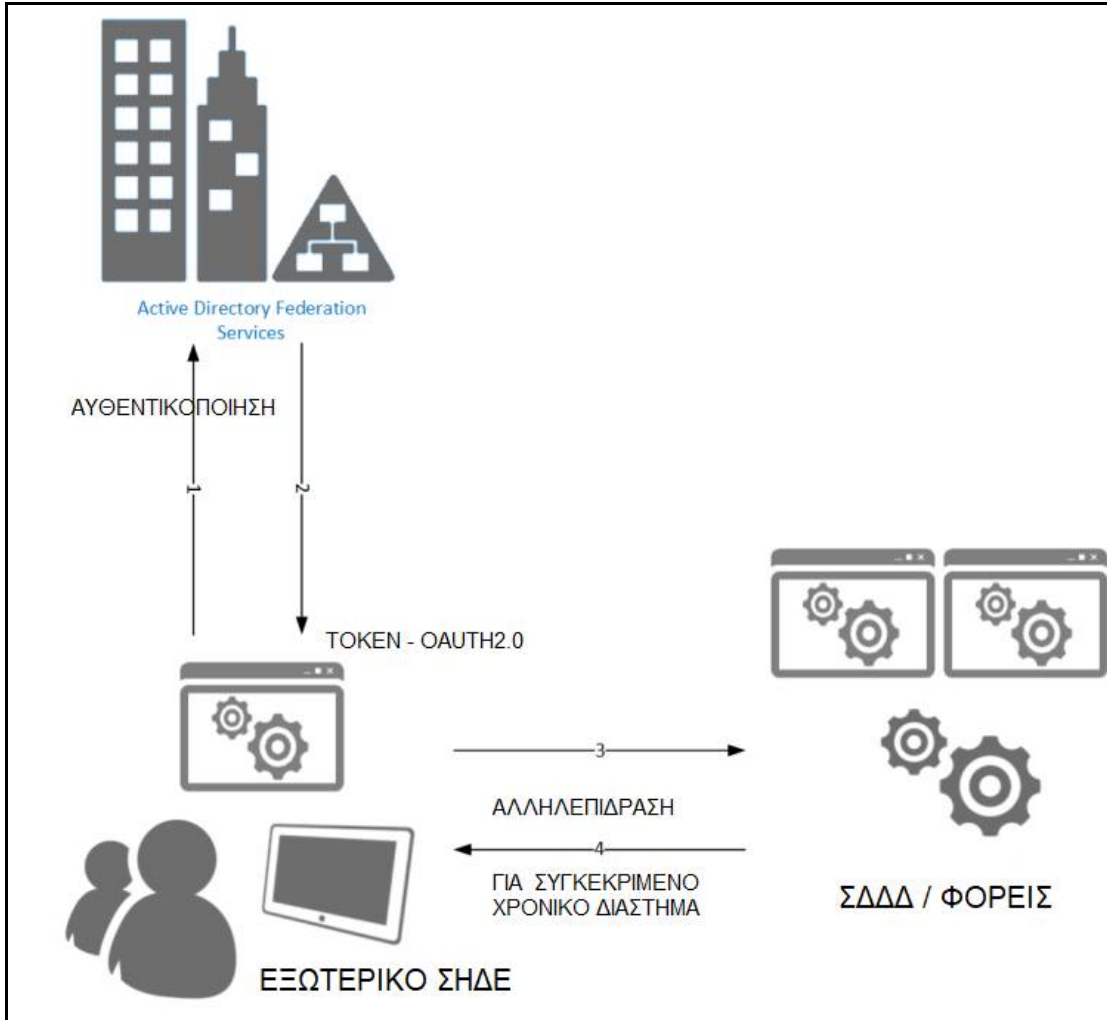 Active Directory Federation
Services
ΑΥΘΕΝΤΙΚΟΠΟΙΗΣΗ
1
2
TOKEN - OAUTH2.0
3
ΑΛΛΗΛΕΠΙΔΡΑΣΗ
4
ΓΙΑ ΣΥΓΚΕΚΡΙΜΕΝΟ
ΧΡΟΝΙΚΟ ΔΙΑΣΤΗΜΑ
ΣΔΔΔ / ΦΟΡΕΙΣ
ΕΞΩΤΕΡΙΚΟ ΣΗΔΕ